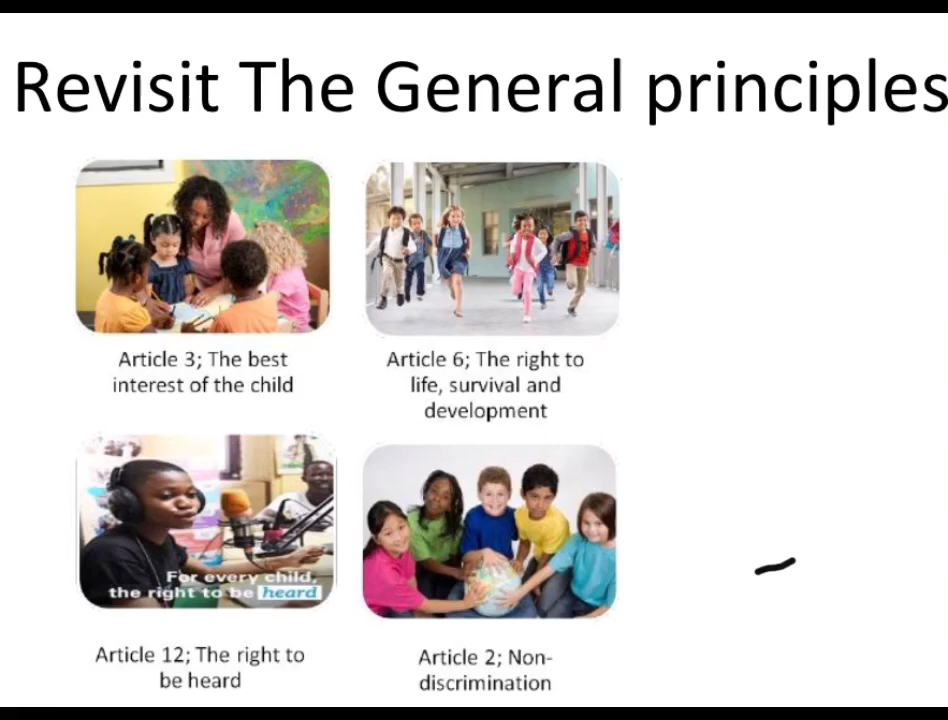 Revisit The General principles
Article 3; The best
interest of the child
Article 6; The right to
life, survival and
development
For every child,
the right to be heard
Article 12; The right to
be heard
Article 2; Non-
discrimination